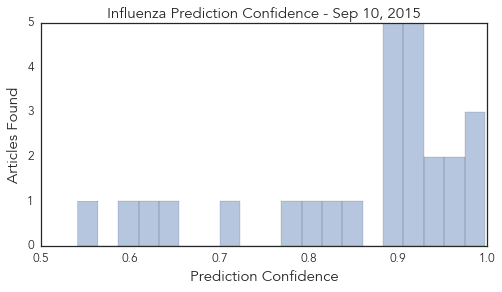 Influenza Prediction Confidence - Sep 10, 2015
5
4
3
2
1
0
Articles Found
0.5 0.6 0.7 0.8 0.9 1.0
Prediction Confidence